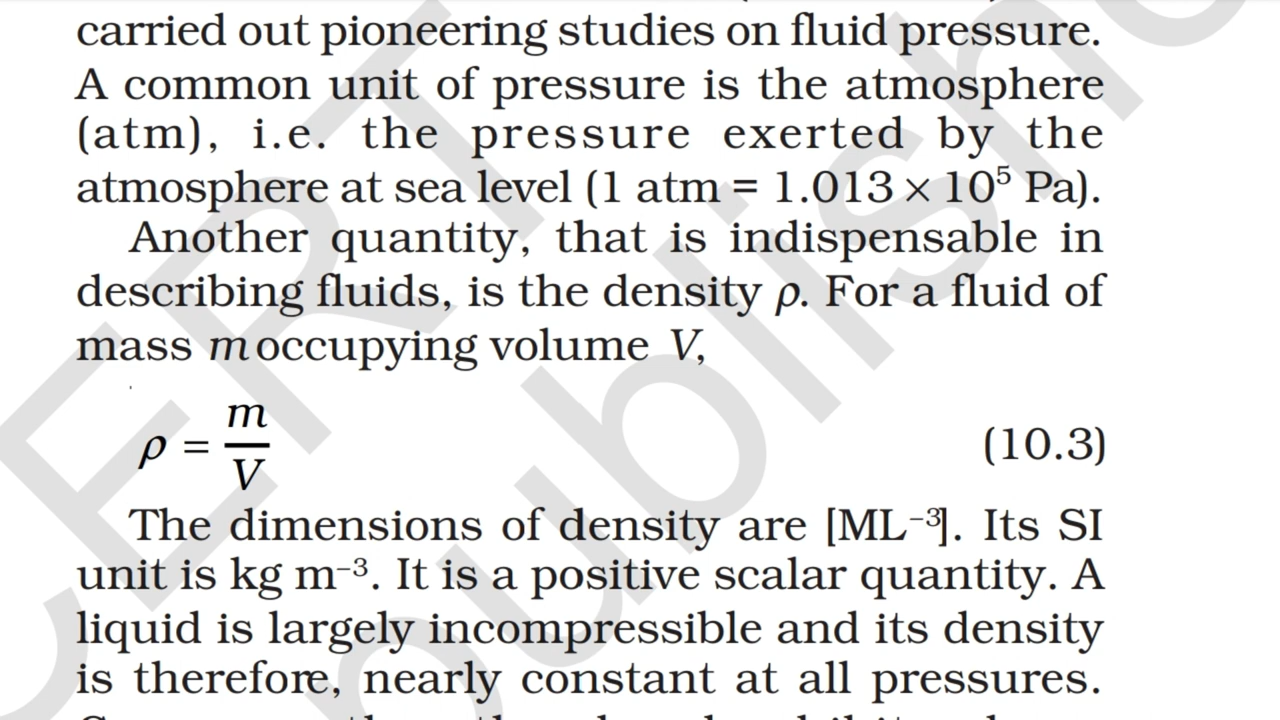 carried out pioneering studies on fluid pressure.
A common unit of pressure is the atmosphere
(atm), i.e. the pressure exerted by the
atmosphere at sea level (1 atm = 1.013 × 10⁵ Pa).
Another quantity, that is indispensable in
describing fluids, is the density ρ. For a fluid of
mass m occupying volume V,
ρ = m/V (10.3)
The dimensions of density are [ML⁻³]. Its SI
unit is kg m⁻³. It is a positive scalar quantity. A
liquid is largely incompressible and its density
is therefore, nearly constant at all pressures.